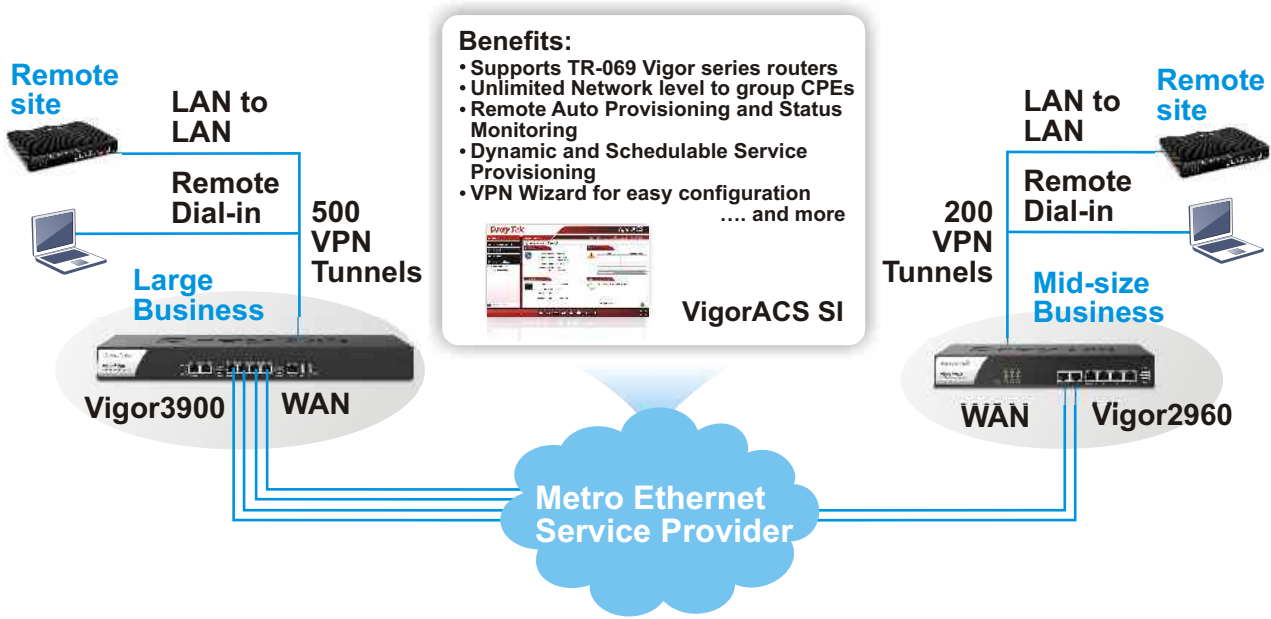 Remote
site
LAN to
LAN
Remote
Dial-in
500
VPN
Tunnels
Large
Business
Vigor3900
WAN
Benefits:
• Supports TR-069 Vigor series routers
• Unlimited Network level to group CPEs
• Remote Auto Provisioning and Status
Monitoring
• Dynamic and Schedulable Service
Provisioning
• VPN Wizard for easy configuration
.... and more
VigorACS SI
Metro Ethernet
Service Provider
LAN to
LAN
Remote
site
Remote
Dial-in
200
VPN
Tunnels
Mid-size
Business
WAN
Vigor2960